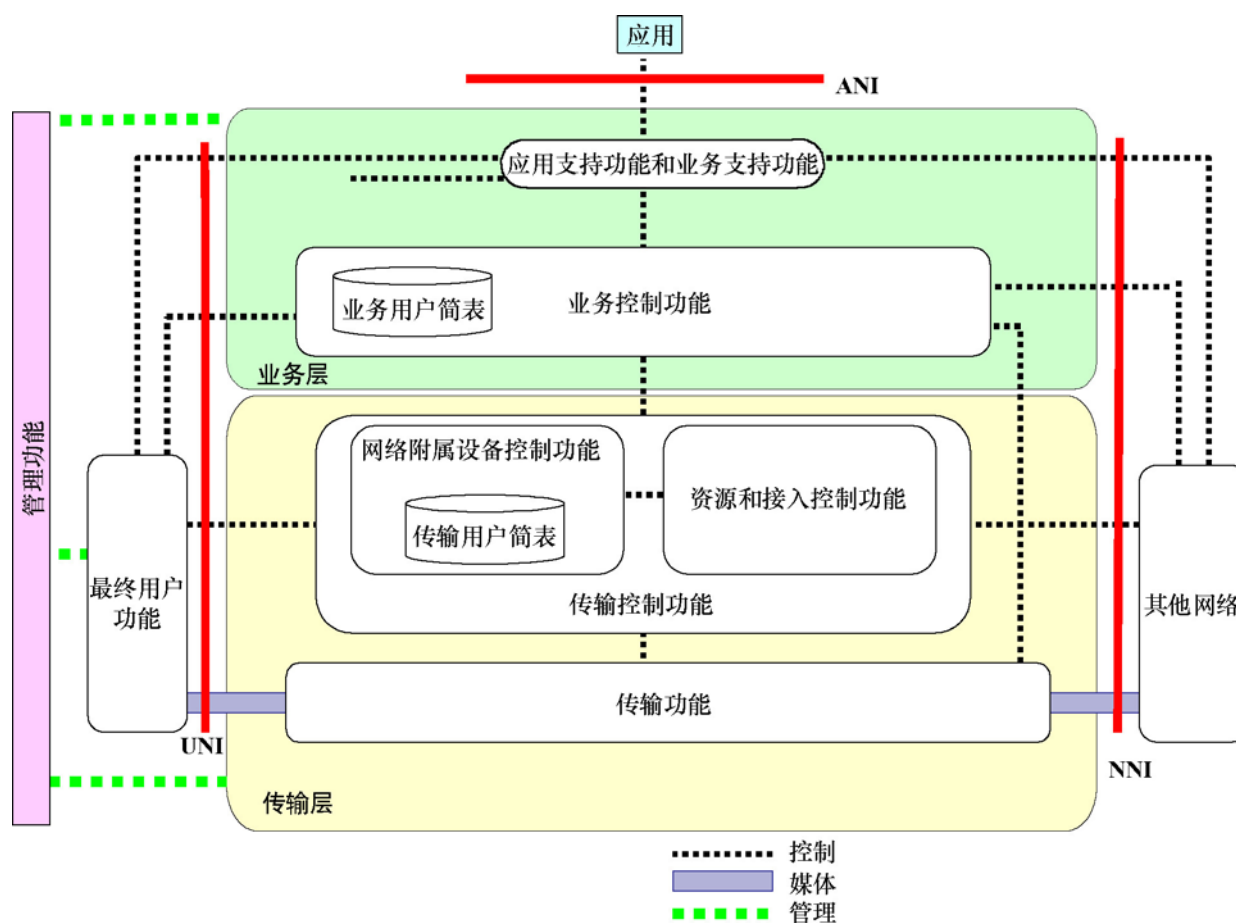 应用
ANI
应用支持功能和业务支持功能
业务用户简表
业务控制功能
业务层
管理功能
网络附属设备控制功能
传输用户简表
资源和接入控制功能
传输控制功能
最终用户
功能
其他网络
传输功能
UNI
NNI
传输层
控制
媒体
管理